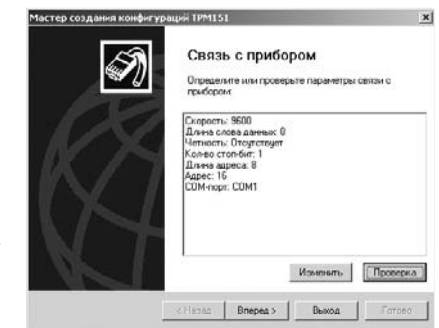 Мастер создания конфигураций ТРМ151
Связь с прибором
Определите или проверьте параметры связи с
прибором:
Скорость: 9600
Длина слова данных: 8
Четность: Отсутствует
Кол-во стоп-бит: 1
Длина адреса: 8
Адрес: 16
COM-порт: COM1
Изменить
Проверка
< Назад
Вперед >
Выход
Готово